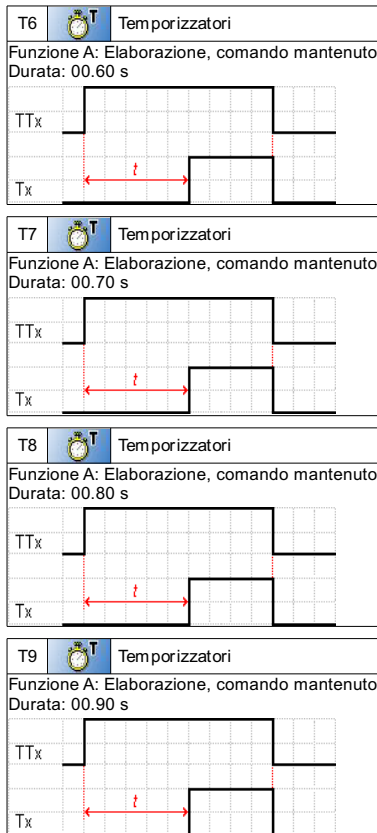 T6 T Temporizzatori
Funzione A: Elaborazione, comando mantenuto
Durata: 00.60 s
TTx
t
Tx
T7 T Temporizzatori
Funzione A: Elaborazione, comando mantenuto
Durata: 00.70 s
TTx
t
Tx
T8 T Temporizzatori
Funzione A: Elaborazione, comando mantenuto
Durata: 00.80 s
TTx
t
Tx
T9 T Temporizzatori
Funzione A: Elaborazione, comando mantenuto
Durata: 00.90 s
TTx
t
Tx